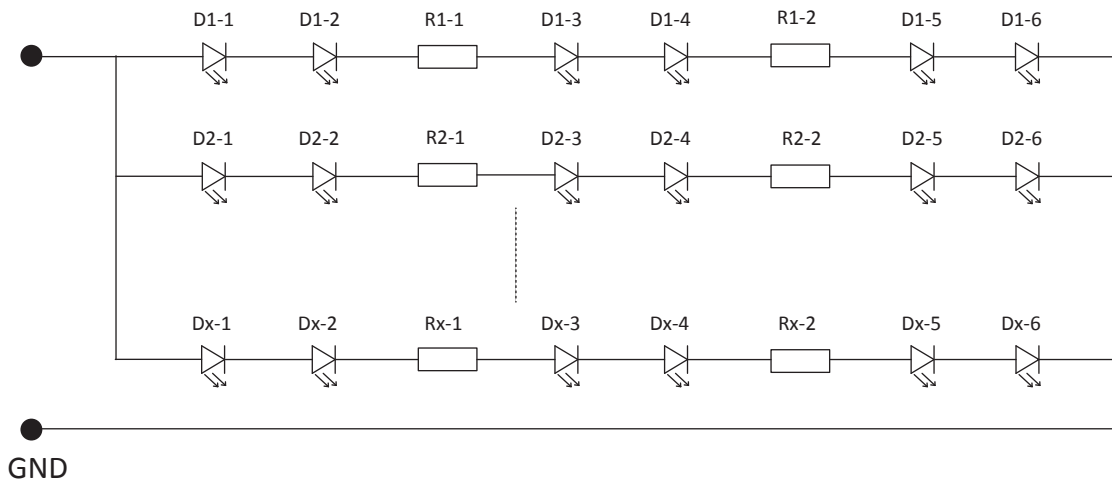 D1-1 D1-2 R1-1 D1-3 D1-4 R1-2 D1-5 D1-6
D2-1 D2-2 R2-1 D2-3 D2-4 R2-2 D2-5 D2-6
Dx-1 Dx-2 Rx-1 Dx-3 Dx-4 Rx-2 Dx-5 Dx-6
GND